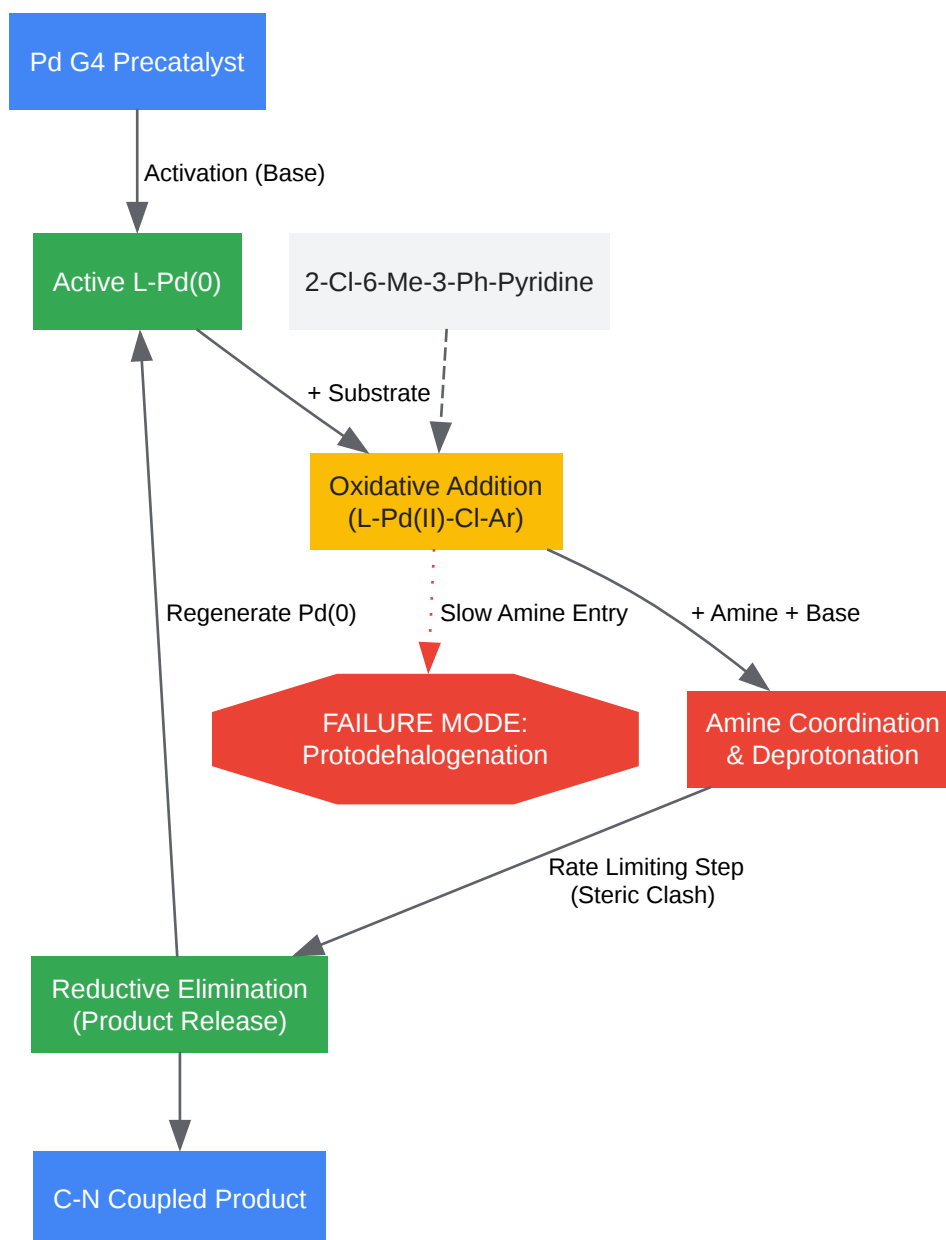 Pd G4 Precatalyst
Activation (Base)
Active L-Pd(0)
2-Cl-6-Me-3-Ph-Pyridine
+ Substrate
Oxidative Addition
(L-Pd(II)-Cl-Ar)
Regenerate Pd(0)
Slow Amine Entry
+ Amine + Base
FAILURE MODE:
Protodehalogenation
Amine Coordination
& Deprotonation
Rate Limiting Step
(Steric Clash)
Reductive Elimination
(Product Release)
C-N Coupled Product